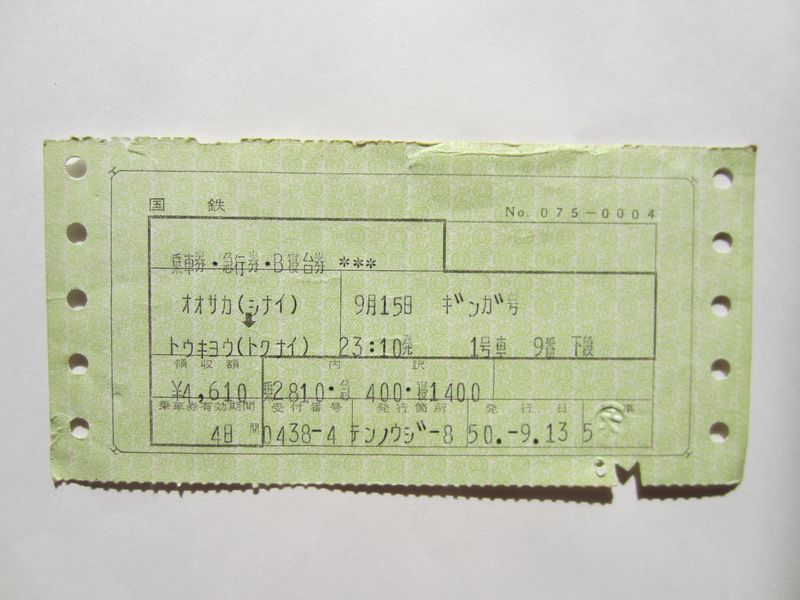 国鉄
No. 075-0004
乗車券・急行券・B寝台券 ***
オオサカ(シナイ) 9月15日 ギンガ号
トウキヨウ(トクナイ) 23:10発 1号車 9番 下段
領収額 内訳
¥4,610 乗2810・急 400・寝1400
乗車券有効期間 受付番号 発行箇所 発行日
4日間 0438-4 テンノウジ-8 50.-9.13 5